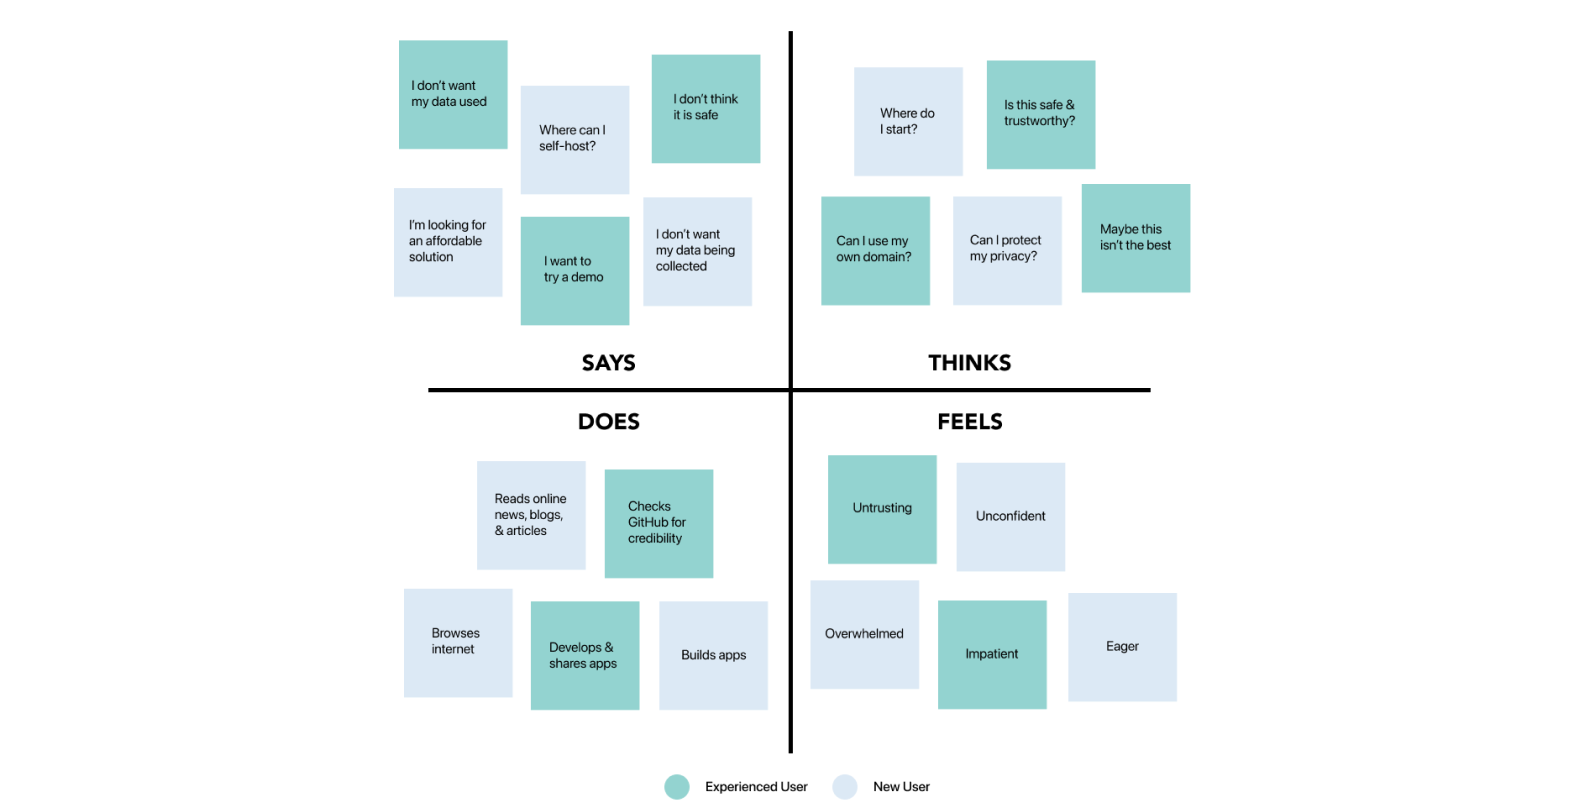 I don't want
my data used
Where can I
self-host?
I don't think
it is safe
I'm looking for
an affordable
solution
I want to
try a demo
I don't want
my data being
collected
SAYS
Where do
I start?
Is this safe &
trustworthy?
Can I use my
own domain?
Can I protect
my privacy?
Maybe this
isn't the best
THINKS
DOES
Reads online
news, blogs,
& articles
Checks
GitHub for
credibility
Browses
internet
Develops &
shares apps
Builds apps
FEELS
Untrusting
Unconfident
Overwhelmed
Impatient
Eager
Experienced User
New User